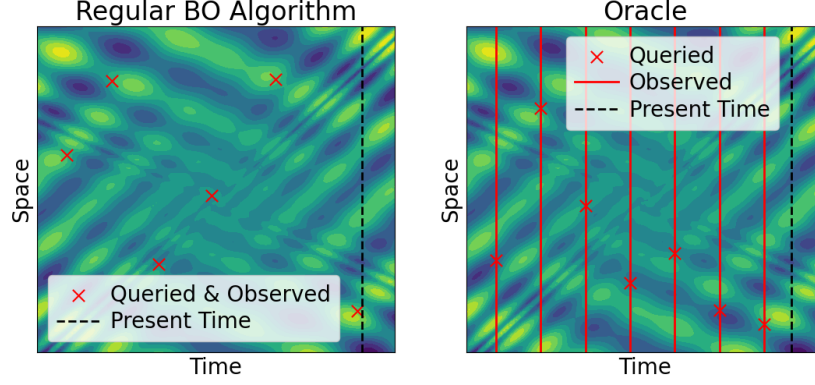 Regular BO Algorithm
Space
Queried & Observed
Present Time
Time
Oracle
Queried
Observed
Present Time
Space
Time